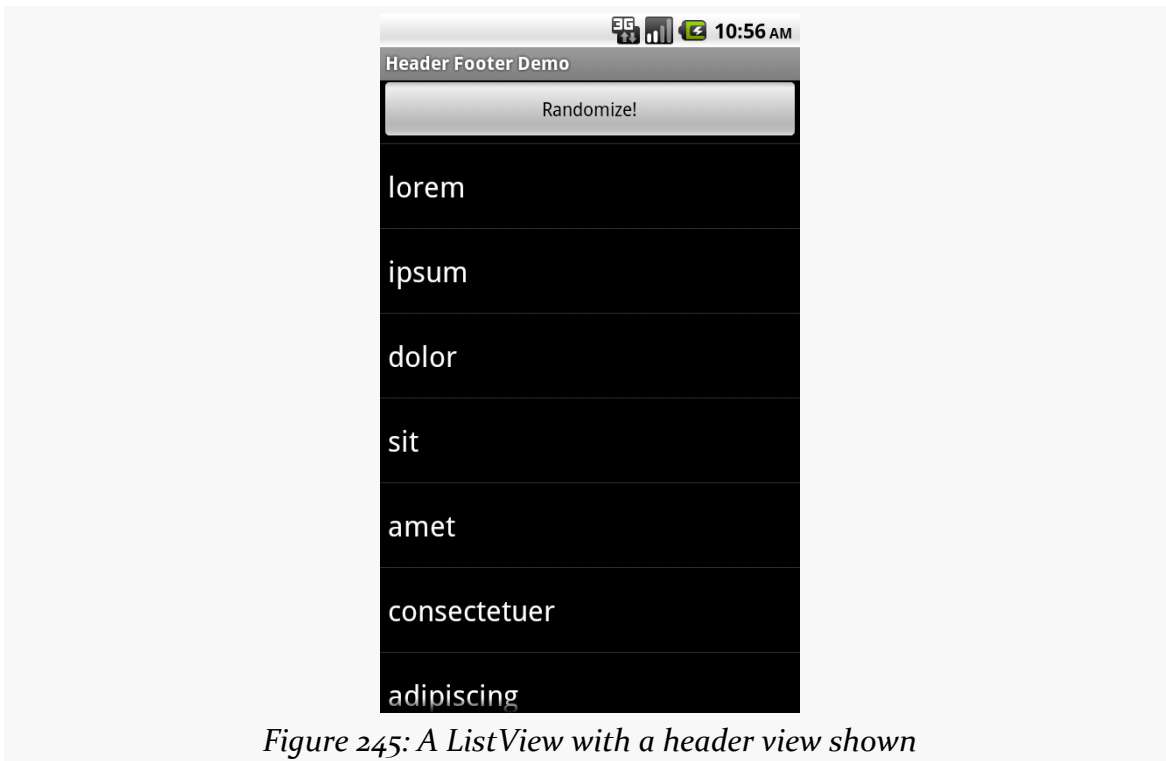 3G 10:56 AM
Header Footer Demo
Randomize!
lorem
ipsum
dolor
sit
amet
consectetuer
adipiscing
Figure 245: A ListView with a header view shown